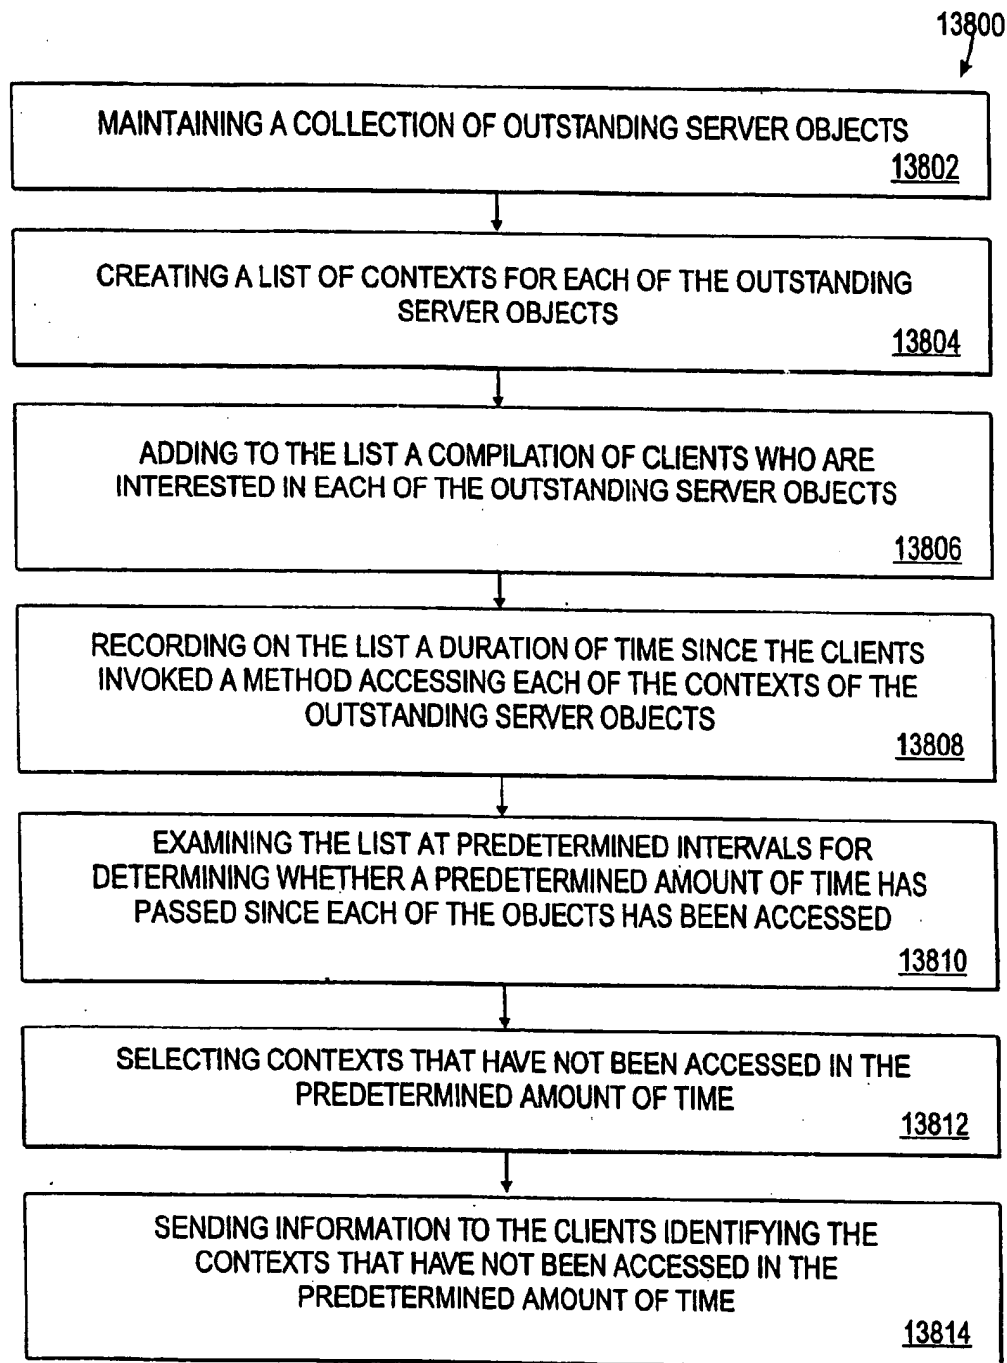 13800
MAINTAINING A COLLECTION OF OUTSTANDING SERVER OBJECTS
13802
CREATING A LIST OF CONTEXTS FOR EACH OF THE OUTSTANDING
SERVER OBJECTS
13804
ADDING TO THE LIST A COMPILATION OF CLIENTS WHO ARE
INTERESTED IN EACH OF THE OUTSTANDING SERVER OBJECTS
13806
RECORDING ON THE LIST A DURATION OF TIME SINCE THE CLIENTS
INVOKED A METHOD ACCESSING EACH OF THE CONTEXTS OF THE
OUTSTANDING SERVER OBJECTS
13808
EXAMINING THE LIST AT PREDETERMINED INTERVALS FOR
DETERMINING WHETHER A PREDETERMINED AMOUNT OF TIME HAS
PASSED SINCE EACH OF THE OBJECTS HAS BEEN ACCESSED
13810
SELECTING CONTEXTS THAT HAVE NOT BEEN ACCESSED IN THE
PREDETERMINED AMOUNT OF TIME
13812
SENDING INFORMATION TO THE CLIENTS IDENTIFYING THE
CONTEXTS THAT HAVE NOT BEEN ACCESSED IN THE
PREDETERMINED AMOUNT OF TIME
13814